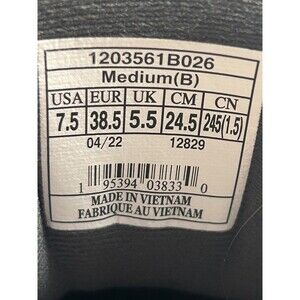 1203561B026
Medium(B)
USA EUR UK CM CN
7.5 38.5 5.5 24.5 245(1.5)
04/22 12829
1 95394 03833 0
MADE IN VIETNAM
FABRIQUE AU VIETNAM